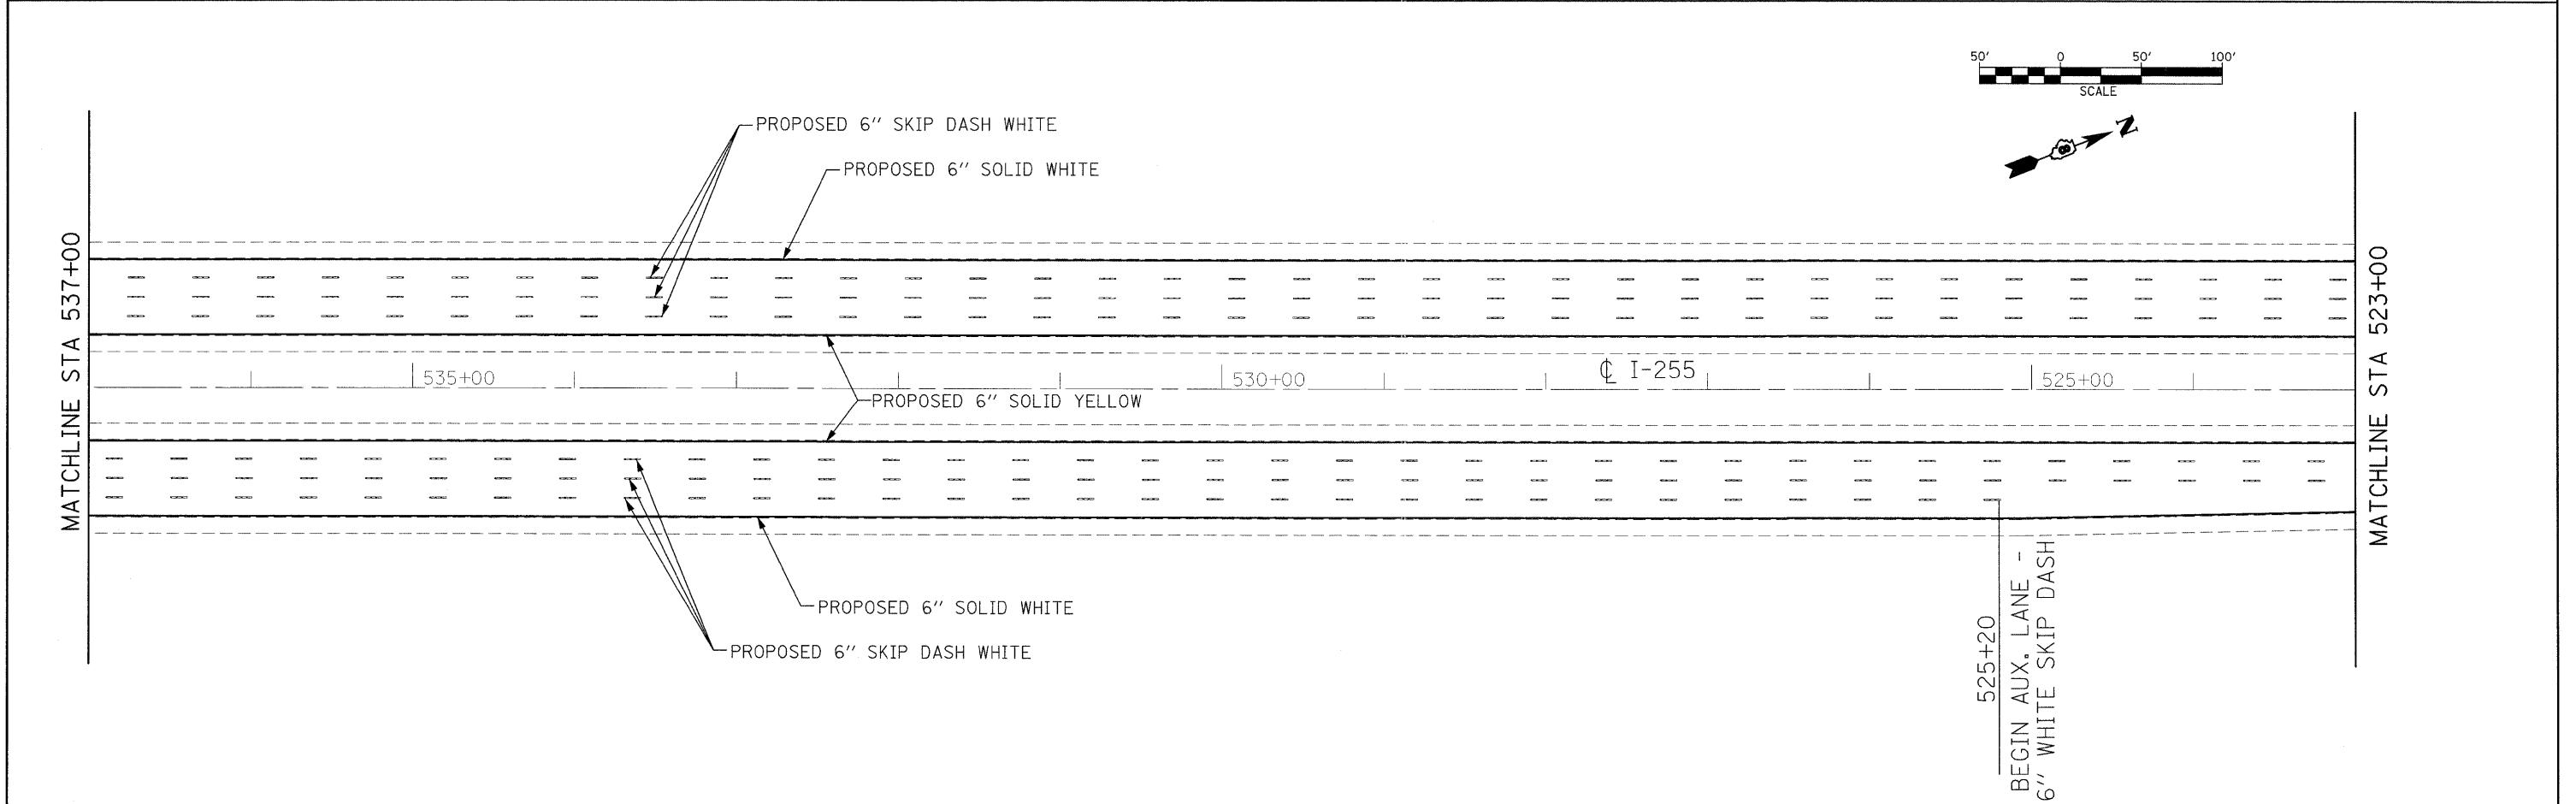 50' 0 50' 100'
SCALE
N
PROPOSED 6" SKIP DASH WHITE
PROPOSED 6" SOLID WHITE
MATCHLINE STA 537+00
MATCHLINE STA 523+00
535+00
530+00
℄ I-255
525+00
PROPOSED 6" SOLID YELLOW
PROPOSED 6" SOLID WHITE
PROPOSED 6" SKIP DASH WHITE
525+20
BEGIN AUX. LANE -
6" WHITE SKIP DASH